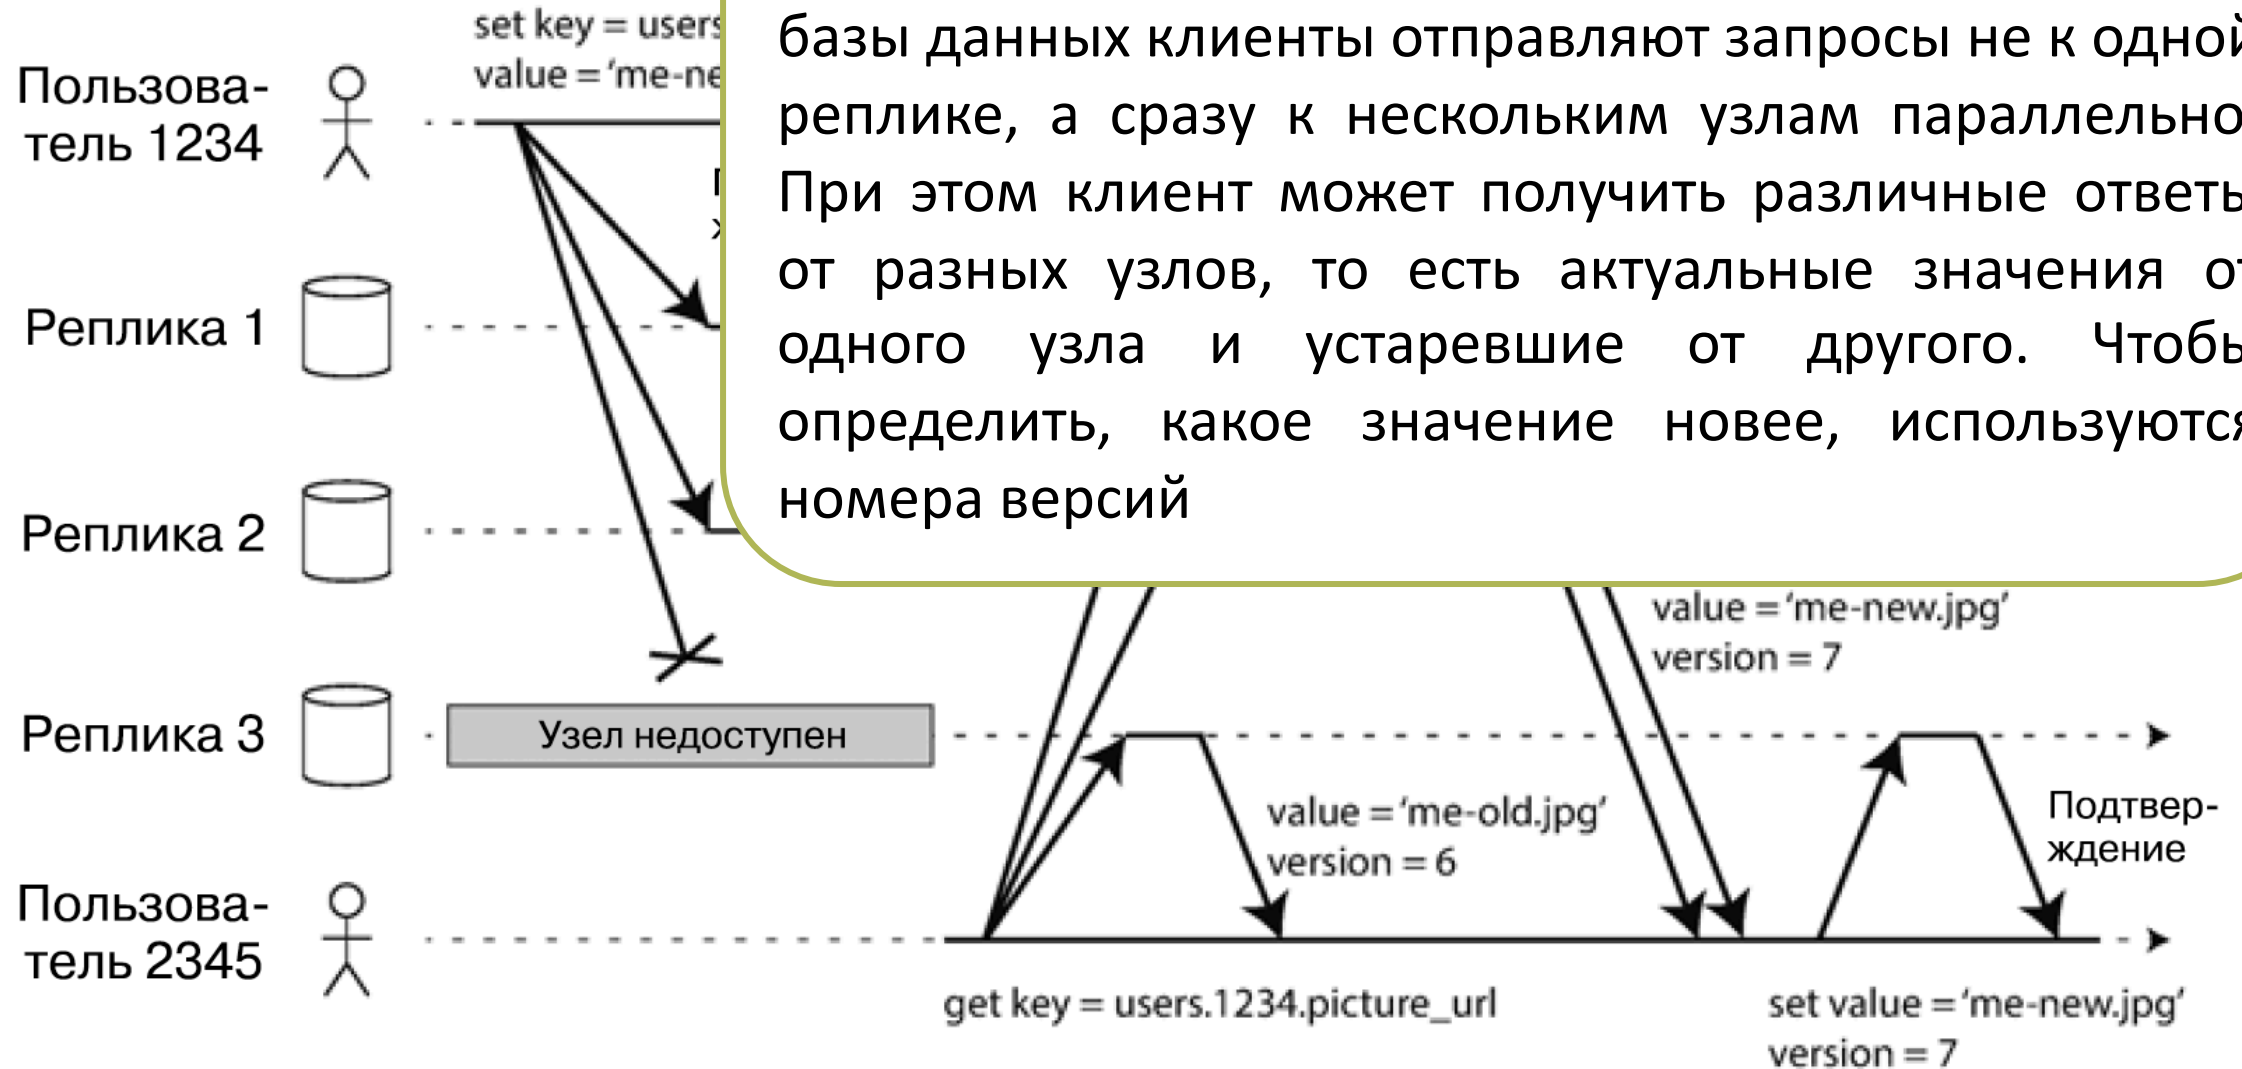 set key = users
value = 'me-ne
Пользова-
тель 1234
базы данных клиенты отправляют запросы не к одной
реплике, а сразу к нескольким узлам параллельно
При этом клиент может получить различные ответы
от разных узлов, то есть актуальные значения от
одного узла и устаревшие от другого. Чтобы
определить, какое значение новее, используются
номера версий
Реплика 1
Реплика 2
value = 'me-new.jpg'
version = 7
Реплика 3
Узел недоступен
value = 'me-old.jpg'
version = 6
Подтвер-
ждение
Пользова-
тель 2345
get key = users.1234.picture_url
set value = 'me-new.jpg'
version = 7